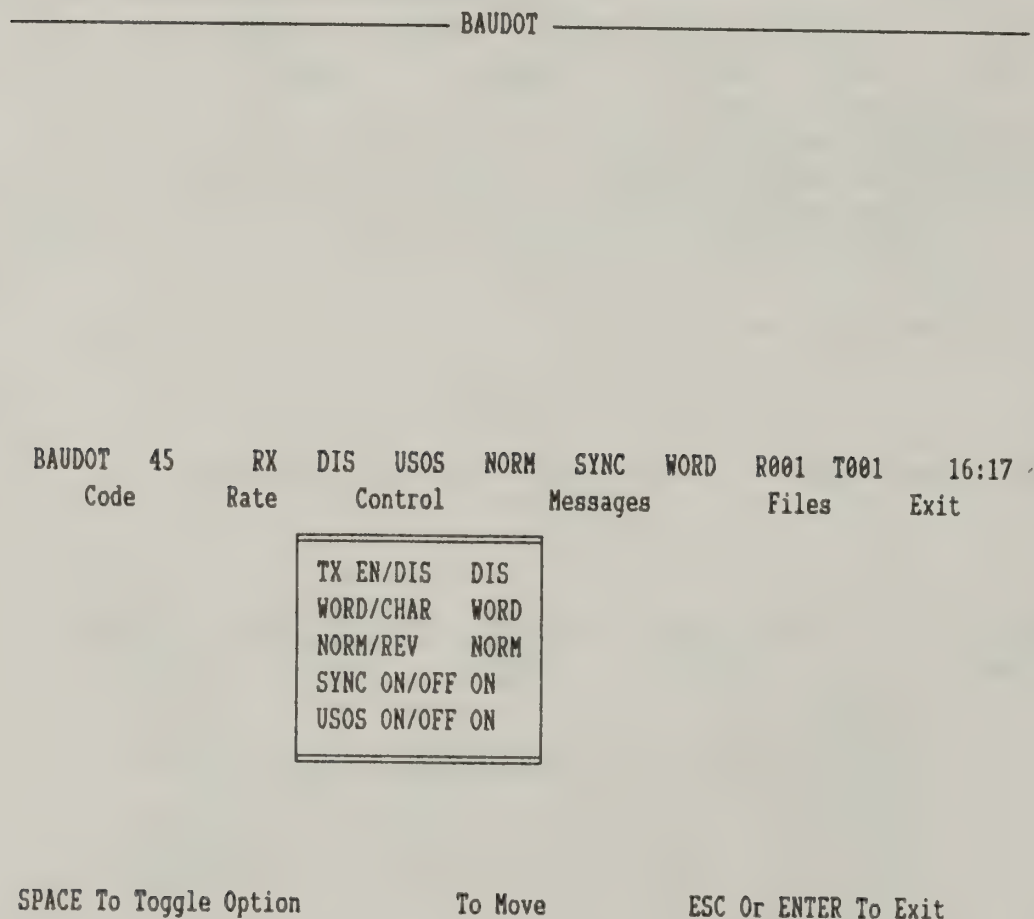 BAUDOT
BAUDOT 45 RX DIS USOS NORM SYNC WORD R001 T001 16:17
Code Rate Control Messages Files Exit
TX EN/DIS DIS
WORD/CHAR WORD
NORM/REV NORM
SYNC ON/OFF ON
USOS ON/OFF ON
SPACE To Toggle Option To Move ESC Or ENTER To Exit